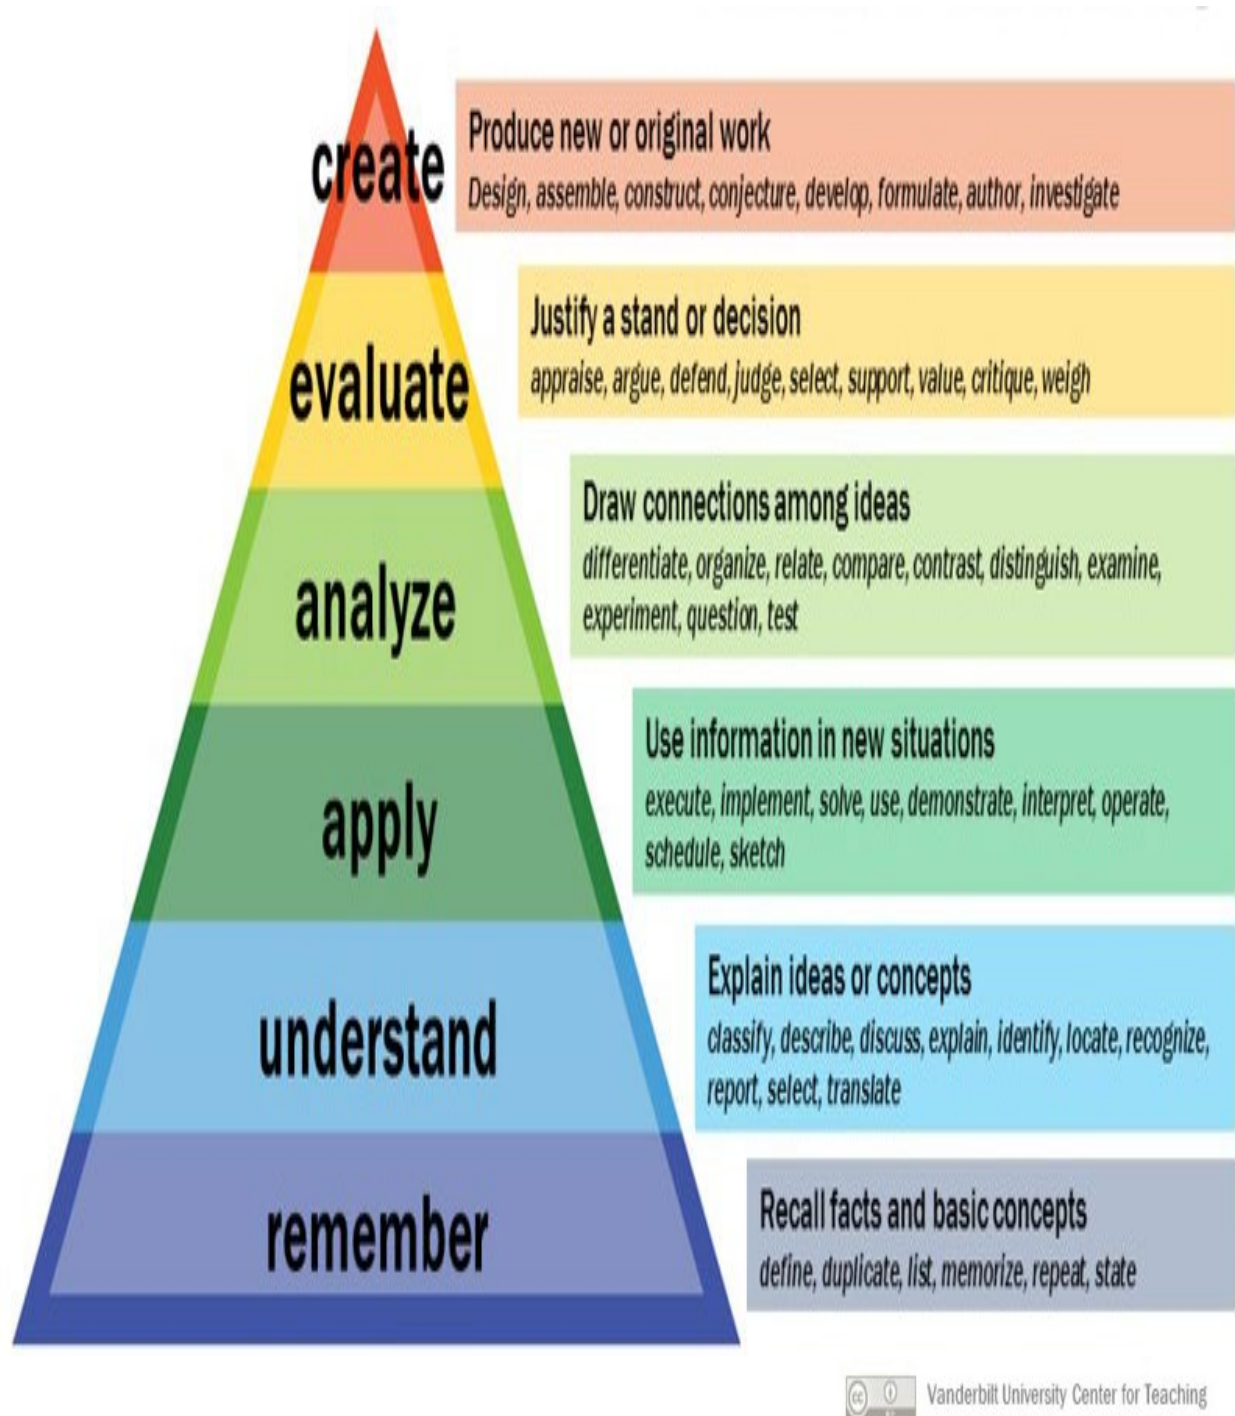 create
Produce new or original work
Design, assemble, construct, conjecture, develop, formulate, author, investigate
evaluate
Justify a stand or decision
appraise, argue, defend, judge, select, support, value, critique, weigh
analyze
Draw connections among ideas
differentiate, organize, relate, compare, contrast, distinguish, examine,
experiment, question, test
apply
Use information in new situations
execute, implement, solve, use, demonstrate, interpret, operate,
schedule, sketch
understand
Explain ideas or concepts
classify, describe, discuss, explain, identify, locate, recognize,
report, select, translate
remember
Recall facts and basic concepts
define, duplicate, list, memorize, repeat, state
cc
Vanderbilt University Center for Teaching